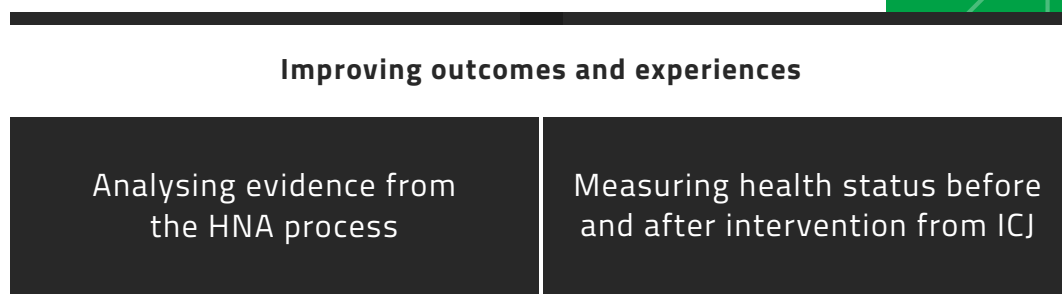 Improving outcomes and experiences
Analysing evidence from
the HNA process
Measuring health status before
and after intervention from ICJ